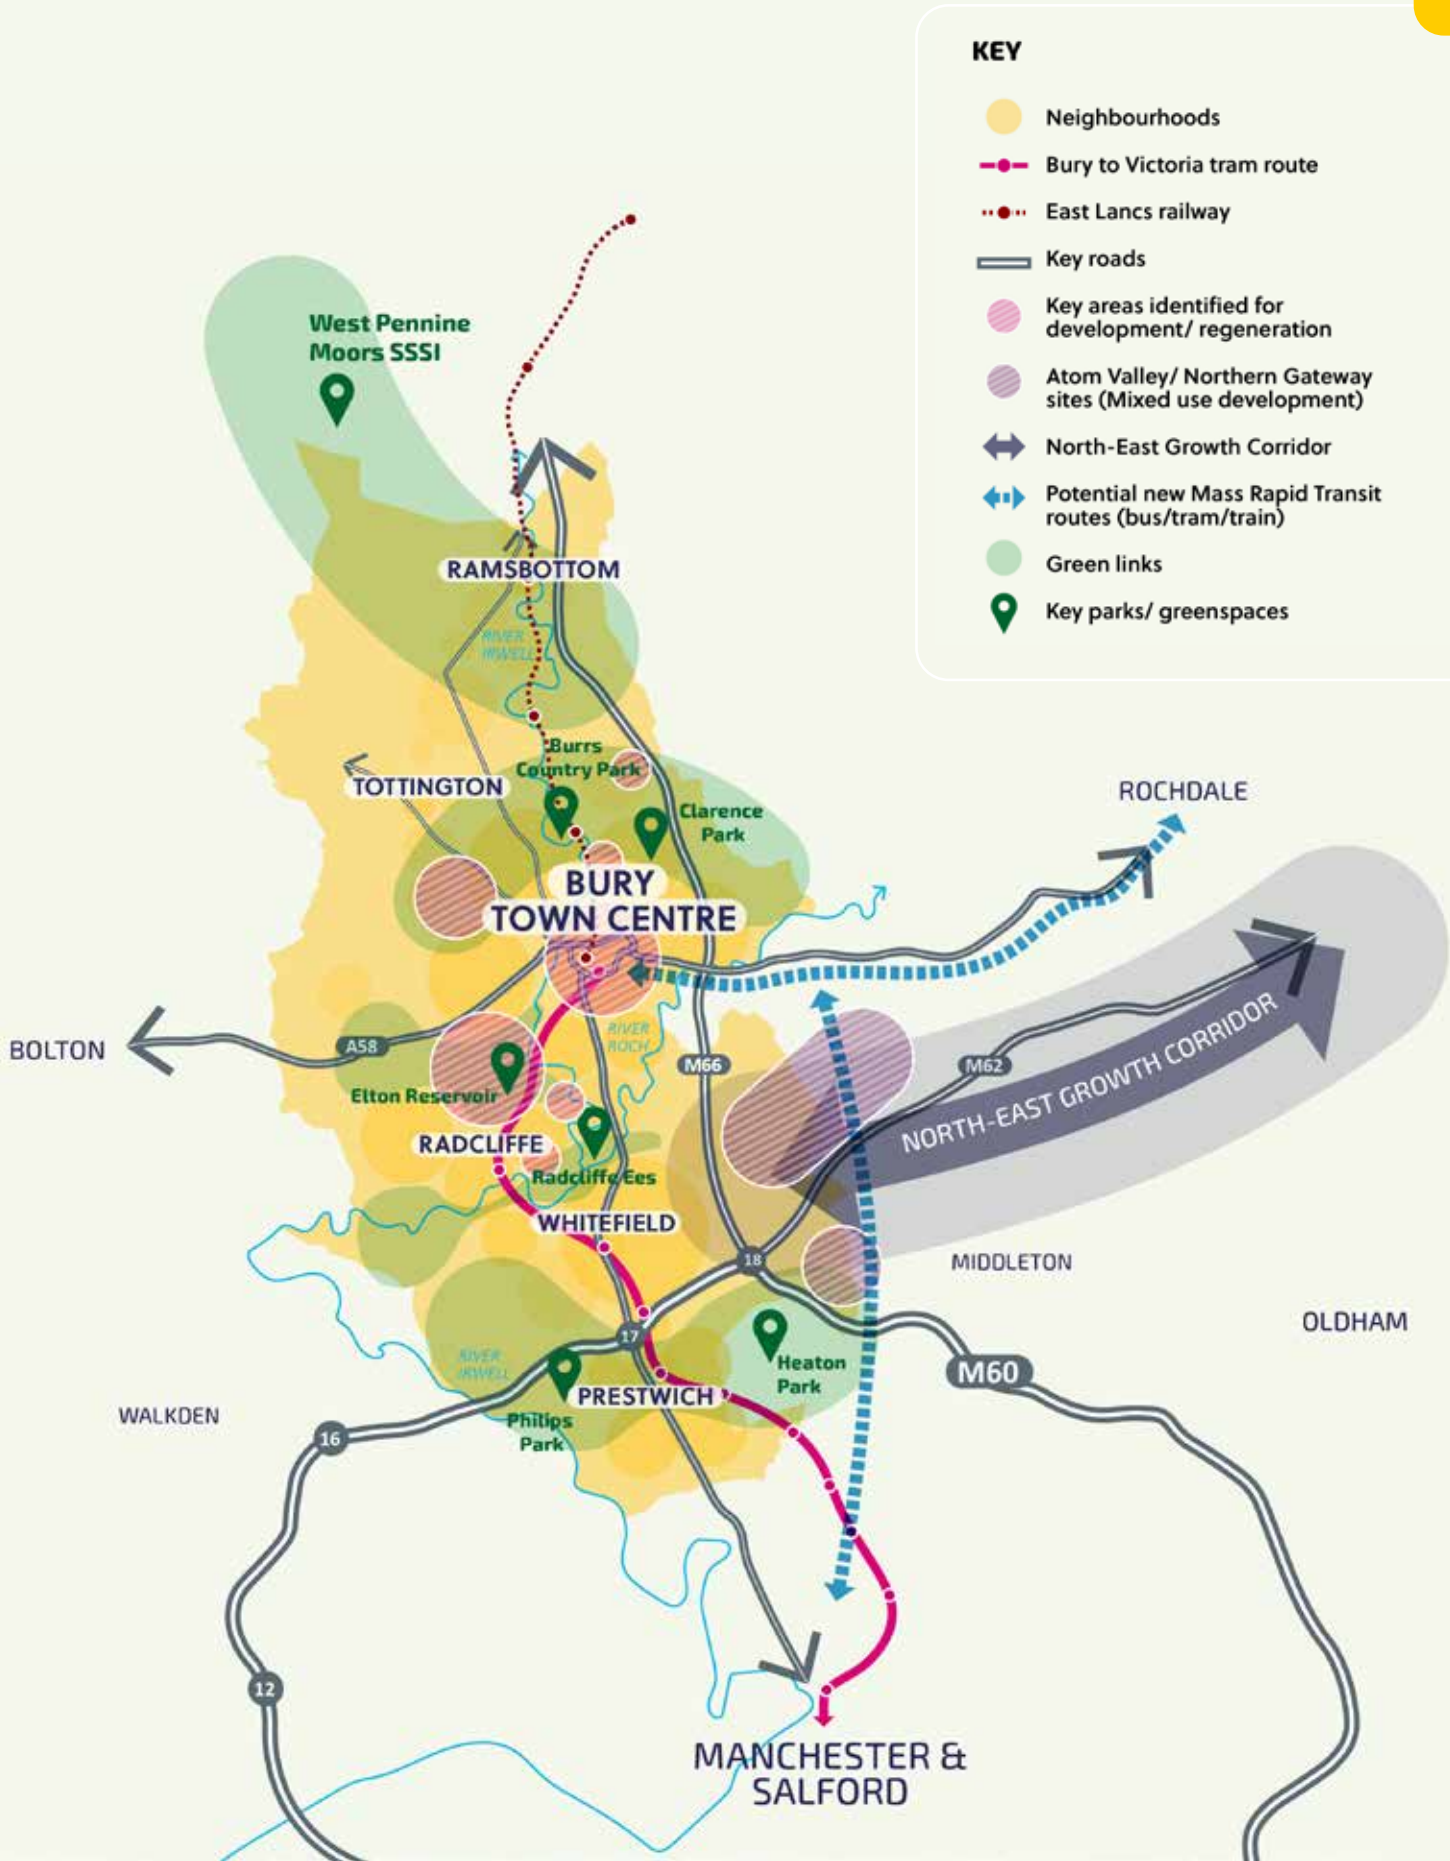 KEY
Neighbourhoods
Bury to Victoria tram route
East Lancs railway
Key roads
Key areas identified for
development/ regeneration
Atom Valley/ Northern Gateway
sites (Mixed use development)
North-East Growth Corridor
Potential new Mass Rapid Transit
routes (bus/tram/train)
Green links
Key parks/ greenspaces
West Pennine
Moors SSSI
RAMSBOTTOM
RIVER
IRWELL
Burrs
Country Park
TOTTINGTON
Clarence
Park
ROCHDALE
BURY
TOWN CENTRE
BOLTON
A58
RIVER
ROCH
M66
M62
NORTH-EAST GROWTH CORRIDOR
Elton Reservoir
RADCLIFFE
Radcliffe Ees
WHITEFIELD
18
MIDDLETON
OLDHAM
17
RIVER
IRWELL
Heaton
Park
M60
PRESTWICH
WALKDEN
Philips
Park
16
12
MANCHESTER &
SALFORD